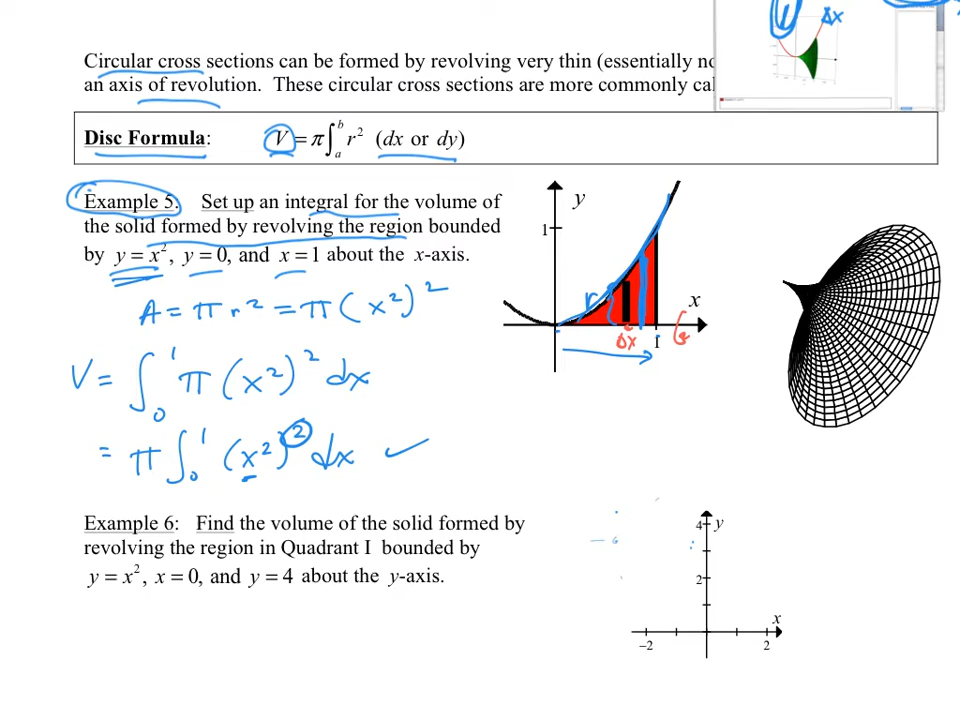 Δx
Circular cross sections can be formed by revolving very thin (essentially
an axis of revolution. These circular cross sections are more commonly
Disc Formula: V = π∫ₐᵇ r² (dx or dy)
Example 5. Set up an integral for the volume of
the solid formed by revolving the region bounded
by y = x², y = 0, and x = 1 about the x-axis.
y
1
r
x
Δx
1
A = π r² = π(x²)²
V = ∫₀¹ π(x²)² dx
= π∫₀¹ (x²)² dx ✓
Example 6: Find the volume of the solid formed by
revolving the region in Quadrant I bounded by
y = x², x = 0, and y = 4 about the y-axis.
4 y
2
x
−2 2